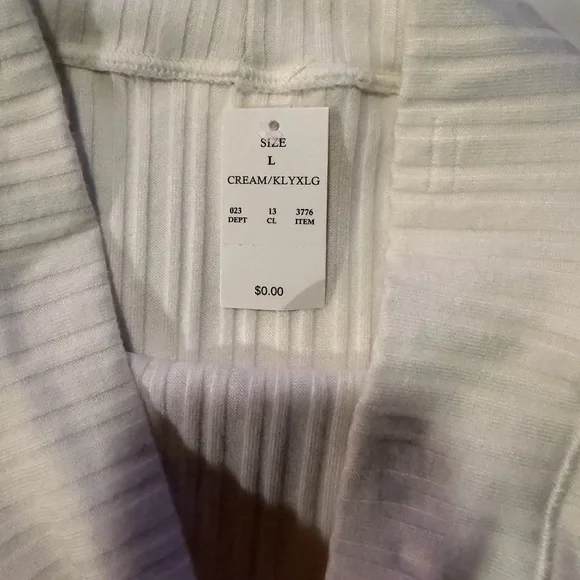 SIZE
L
CREAM/KLYXLG
023 13 3776
DEPT CL ITEM
$0.00